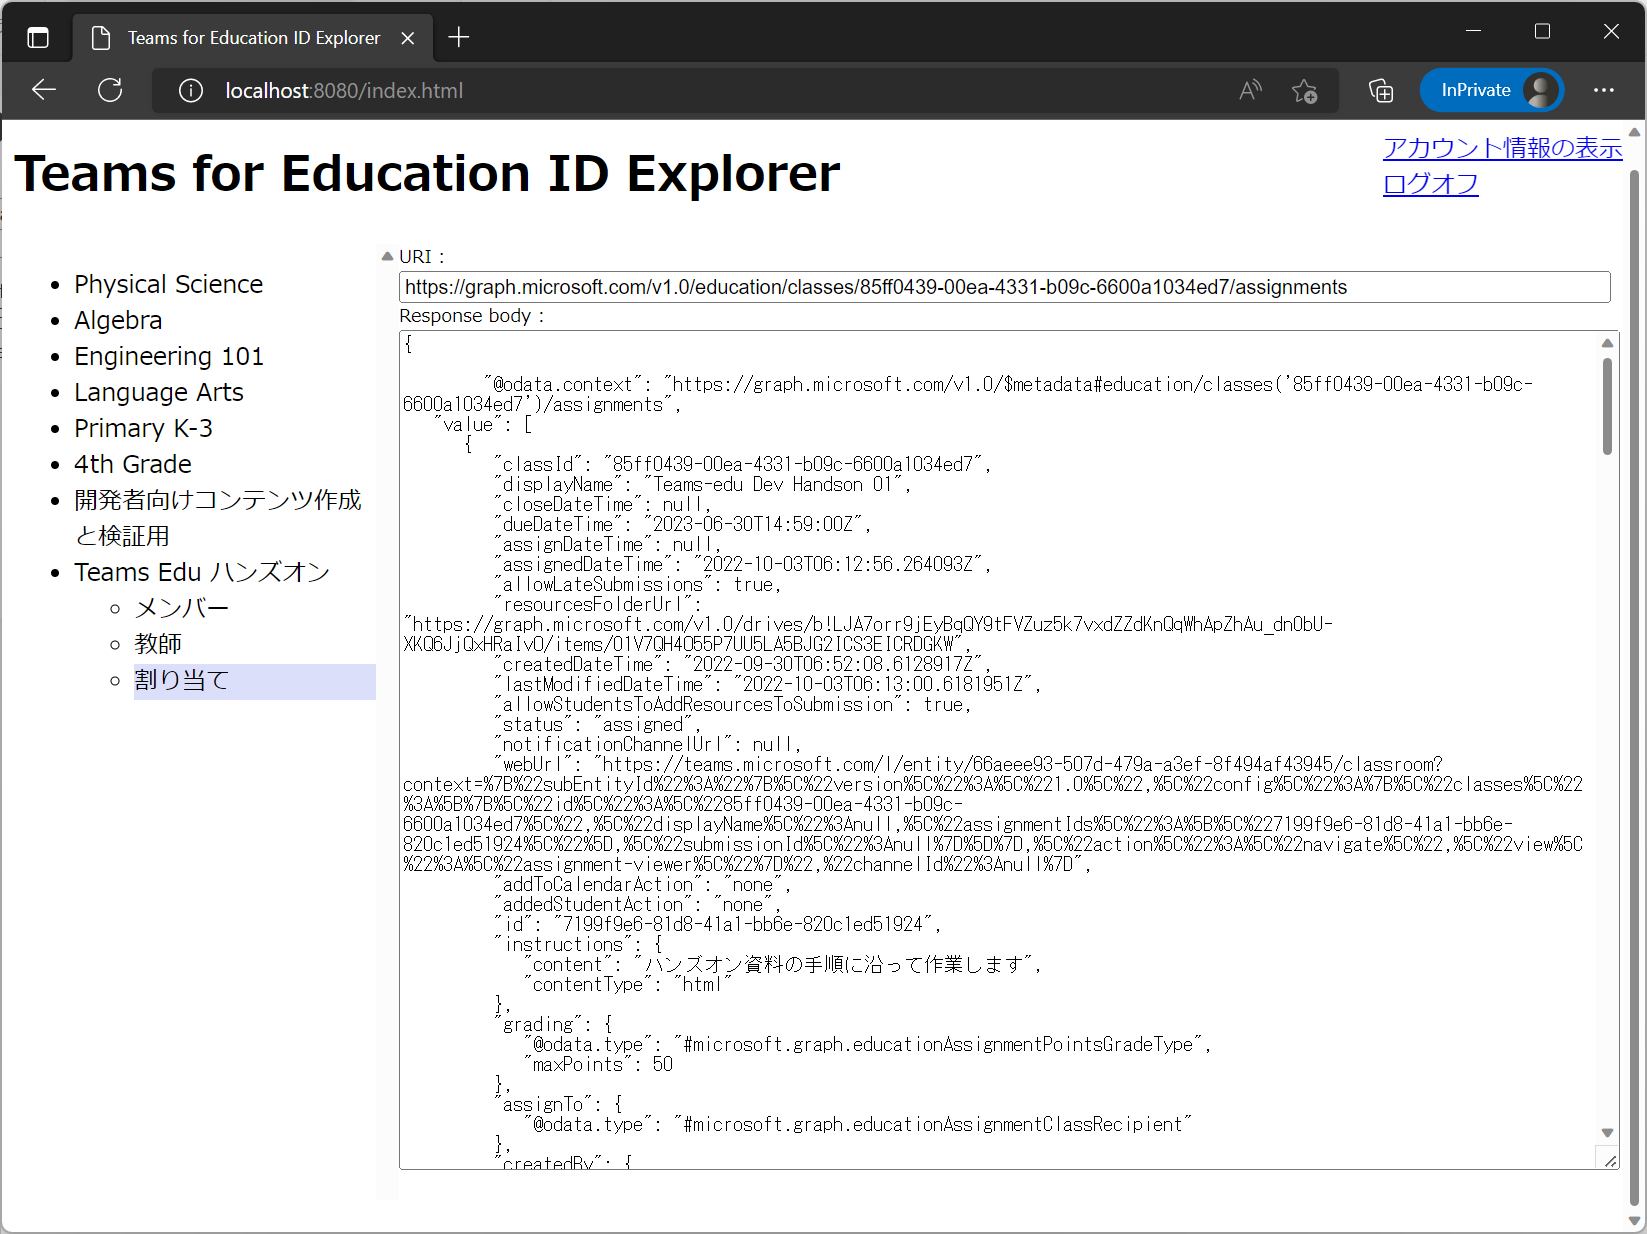 Teams for Education ID Explorer
localhost:8080/index.html
InPrivate
Teams for Education ID Explorer
アカウント情報の表示
ログオフ
Physical Science
Algebra
Engineering 101
Language Arts
Primary K-3
4th Grade
開発者向けコンテンツ作成
と検証用
Teams Edu ハンズオン
メンバー
教師
割り当て
URI :
https://graph.microsoft.com/v1.0/education/classes/85ff0439-00ea-4331-b09c-6600a1034ed7/assignments
Response body :
{
"@odata.context": "https://graph.microsoft.com/v1.0/$metadata#education/classes('85ff0439-00ea-4331-b09c-
6600a1034ed7')/assignments",
"value": [
{
"classId": "85ff0439-00ea-4331-b09c-6600a1034ed7",
"displayName": "Teams-edu Dev Handson 01",
"closeDateTime": null,
"dueDateTime": "2023-06-30T14:59:00Z",
"assignDateTime": null,
"assignedDateTime": "2022-10-03T06:12:56.264093Z",
"allowLateSubmissions": true,
"resourcesFolderUrl":
"https://graph.microsoft.com/v1.0/drives/b!LJA7orr9jEyBqQY9tFVZuz5k7vxdZZdKnQqWhApZhAu_dnObU-
XKQ6JjQxHRaIvO/items/01V7QH4O55P7UU5LA5BJG2ICS3EICRDGKW",
"createdDateTime": "2022-09-30T06:52:08.6128917Z",
"lastModifiedDateTime": "2022-10-03T06:13:00.6181951Z",
"allowStudentsToAddResourcesToSubmission": true,
"status": "assigned",
"notificationChannelUrl": null,
"webUrl": "https://teams.microsoft.com/l/entity/66aeee93-507d-479a-a3ef-8f494af43945/classroom?
context=%7B%22subEntityId%22%3A%22%7B%5C%22version%5C%22%3A%5C%221.0%5C%22,%5C%22config%5C%22%3A%7B%5C%22classes%5C%22
%3A%5B%7B%5C%22id%5C%22%3A%5C%2285ff0439-00ea-4331-b09c-
6600a1034ed7%5C%22,%5C%22displayName%5C%22%3Anull,%5C%22assignmentIds%5C%22%3A%5B%5C%227199f9e6-81d8-41a1-bb6e-
820c1ed51924%5C%22%5D,%5C%22submissionId%5C%22%3Anull%7D%5D%7D,%5C%22action%5C%22%3A%5C%22navigate%5C%22,%5C%22view%5C
%22%3A%5C%22assignment-viewer%5C%22%7D%22,%22channelId%22%3Anull%7D",
"addToCalendarAction": "none",
"addedStudentAction": "none",
"id": "7199f9e6-81d8-41a1-bb6e-820c1ed51924",
"instructions": {
"content": "ハンズオン資料の手順に沿って作業します",
"contentType": "html"
},
"grading": {
"@odata.type": "#microsoft.graph.educationAssignmentPointsGradeType",
"maxPoints": 50
},
"assignTo": {
"@odata.type": "#microsoft.graph.educationAssignmentClassRecipient"
},
"createdBy": {